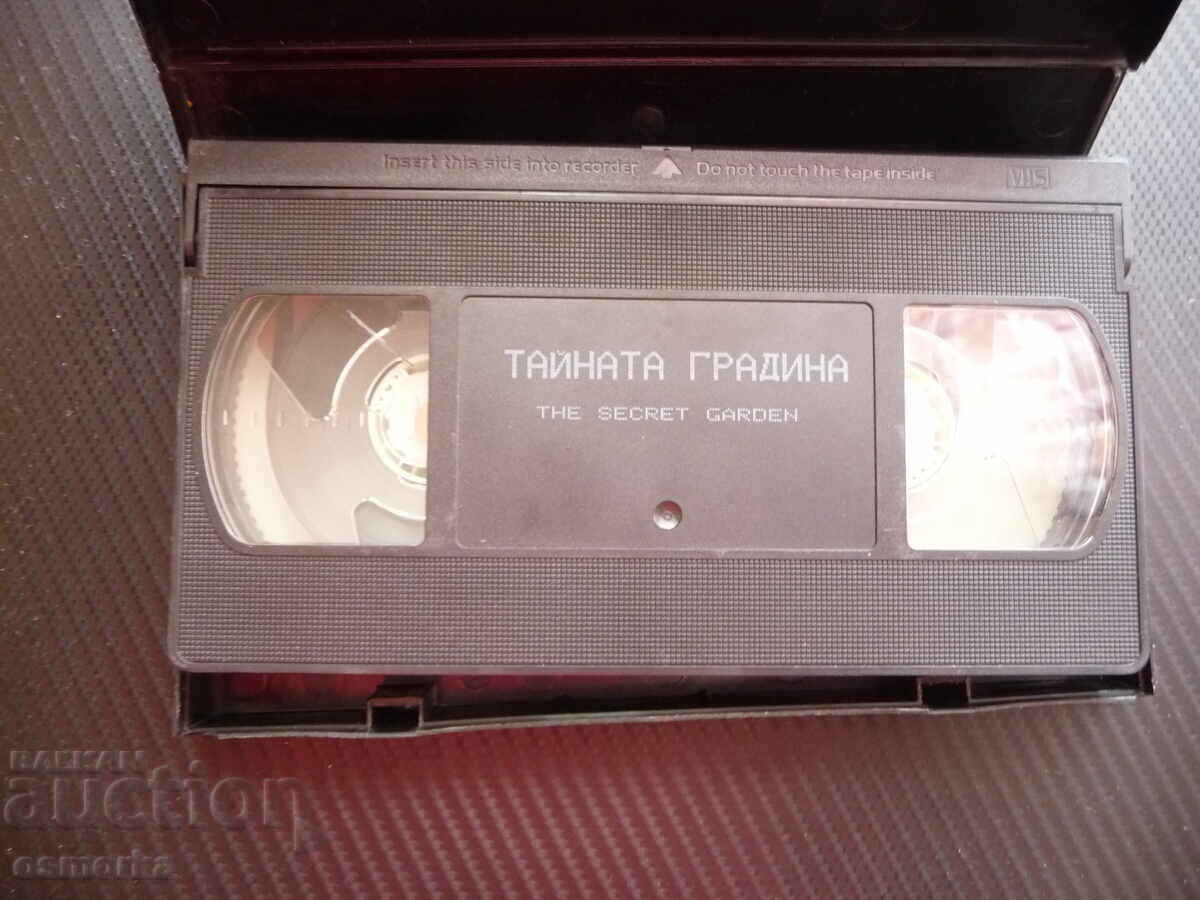 Insert this side into recorder Do not touch the tape inside VHS
ТАЙНАТА ГРАДИНА
THE SECRET GARDEN
BALKAN
auction
osmorka